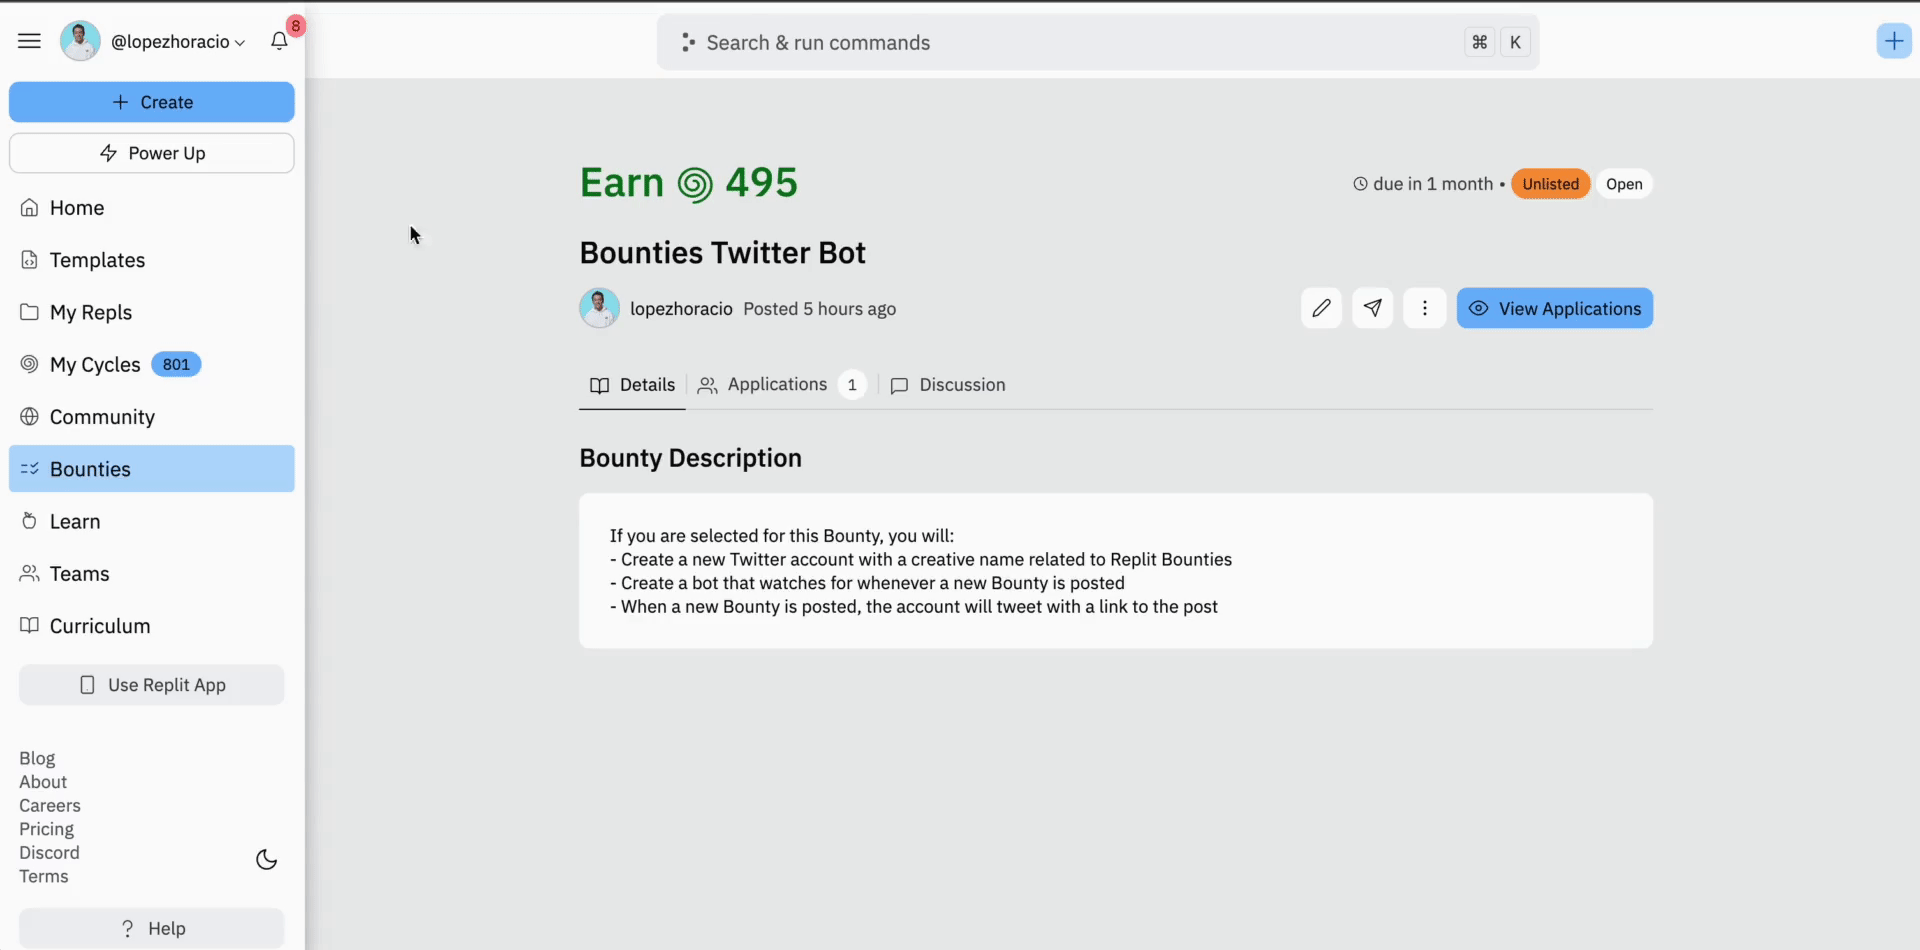 @lopezhoracio
8
Search & run commands
⌘ K
+ Create
Power Up
Home
Templates
My Repls
My Cycles 801
Community
Bounties
Learn
Teams
Curriculum
Use Replit App
Blog
About
Careers
Pricing
Discord
Terms
? Help
Earn 495
due in 1 month • Unlisted Open
Bounties Twitter Bot
lopezhoracio Posted 5 hours ago
View Applications
Details
Applications 1
Discussion
Bounty Description
If you are selected for this Bounty, you will:
- Create a new Twitter account with a creative name related to Replit Bounties
- Create a bot that watches for whenever a new Bounty is posted
- When a new Bounty is posted, the account will tweet with a link to the post